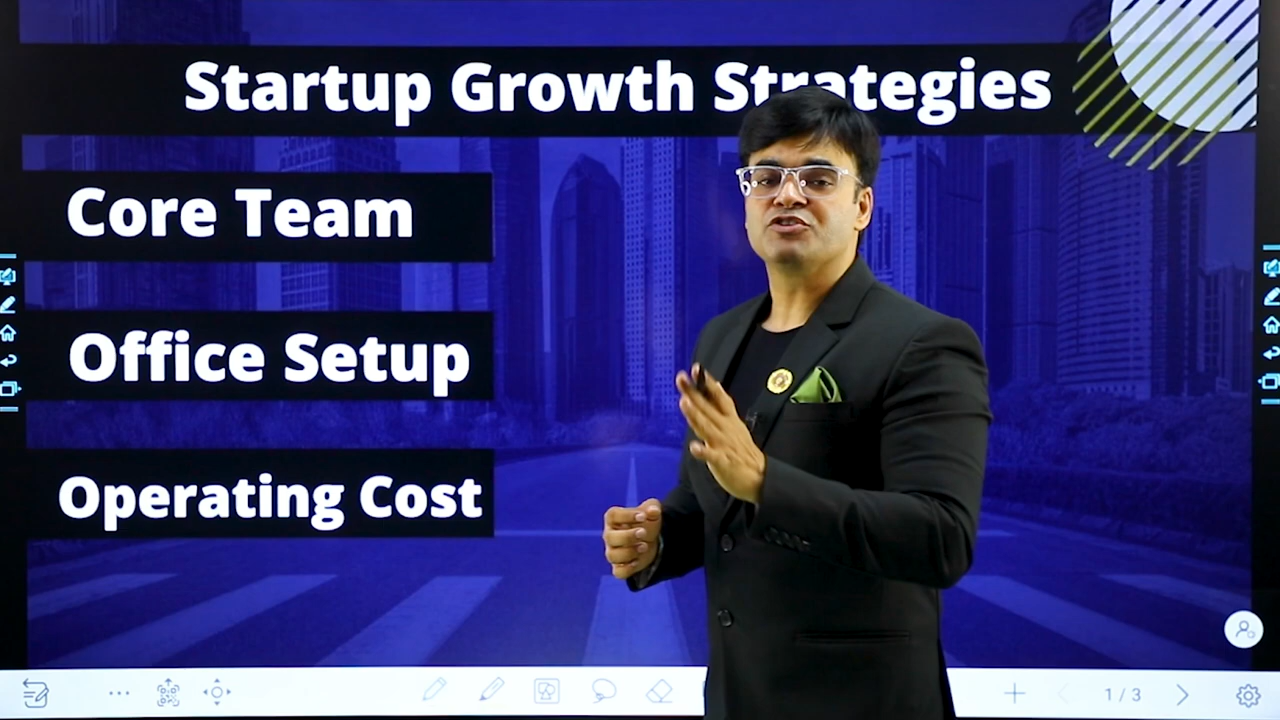 Startup Growth Strategies
Core Team
Office Setup
Operating Cost
1 / 3